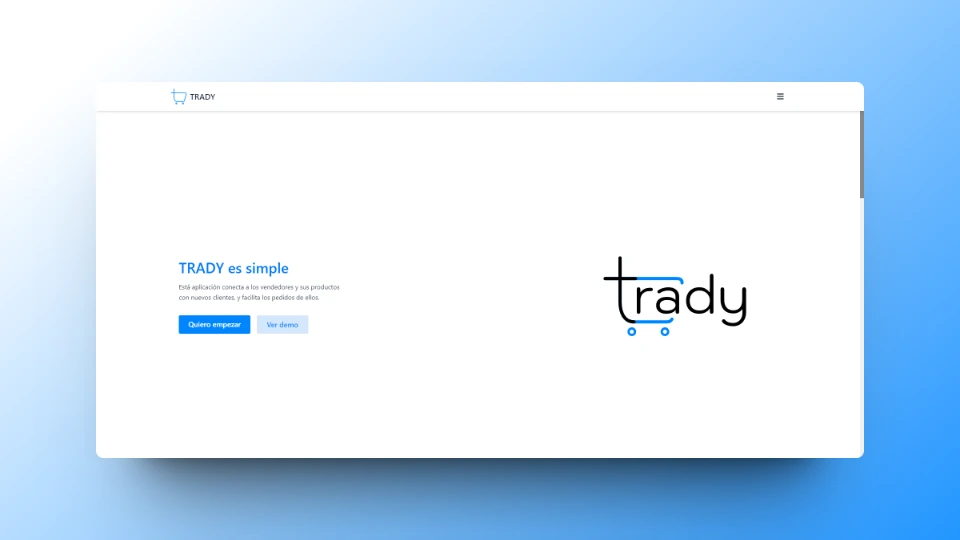 TRADY
TRADY es simple
Está aplicación conecta a los vendedores y sus productos
con nuevos clientes, y facilita los pedidos de ellos.
Quiero empezar
Ver demo
trady